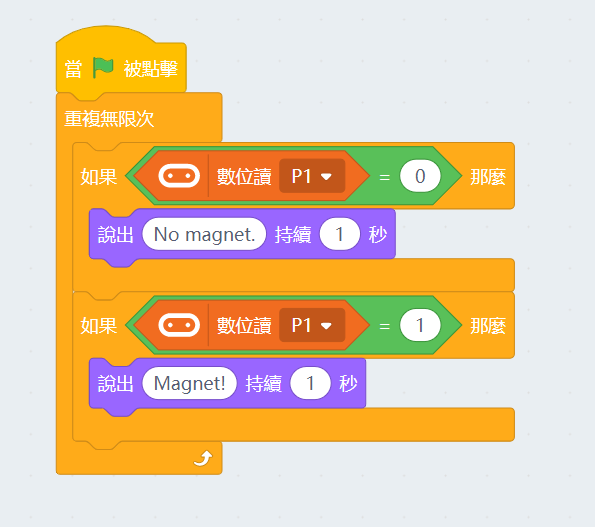 當 被點擊
重複無限次
如果 數位讀 P1 = 0 那麼
說出 No magnet. 持續 1 秒
如果 數位讀 P1 = 1 那麼
說出 Magnet! 持續 1 秒